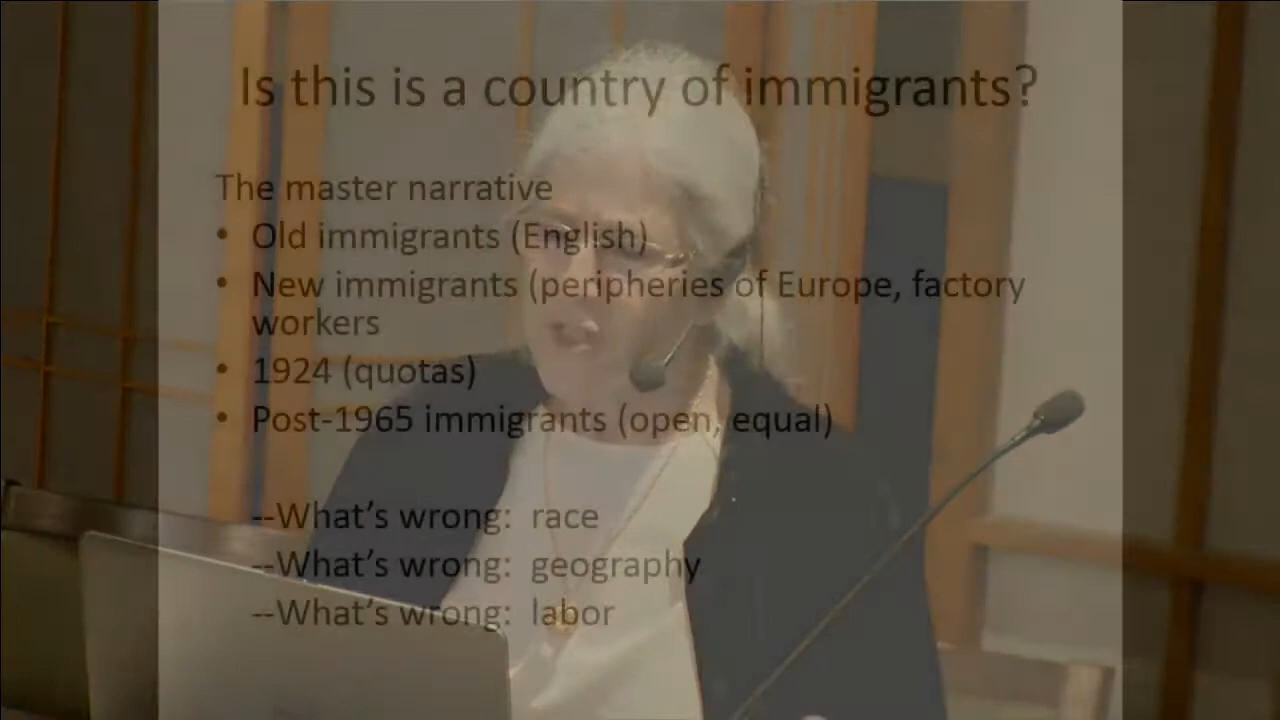 Is this is a country of immigrants?
The master narrative
• Old immigrants (English)
• New immigrants (peripheries of Europe, factory
workers
• 1924 (quotas)
• Post-1965 immigrants (open, equal)
--What's wrong: race
--What's wrong: geography
--What's wrong: labor